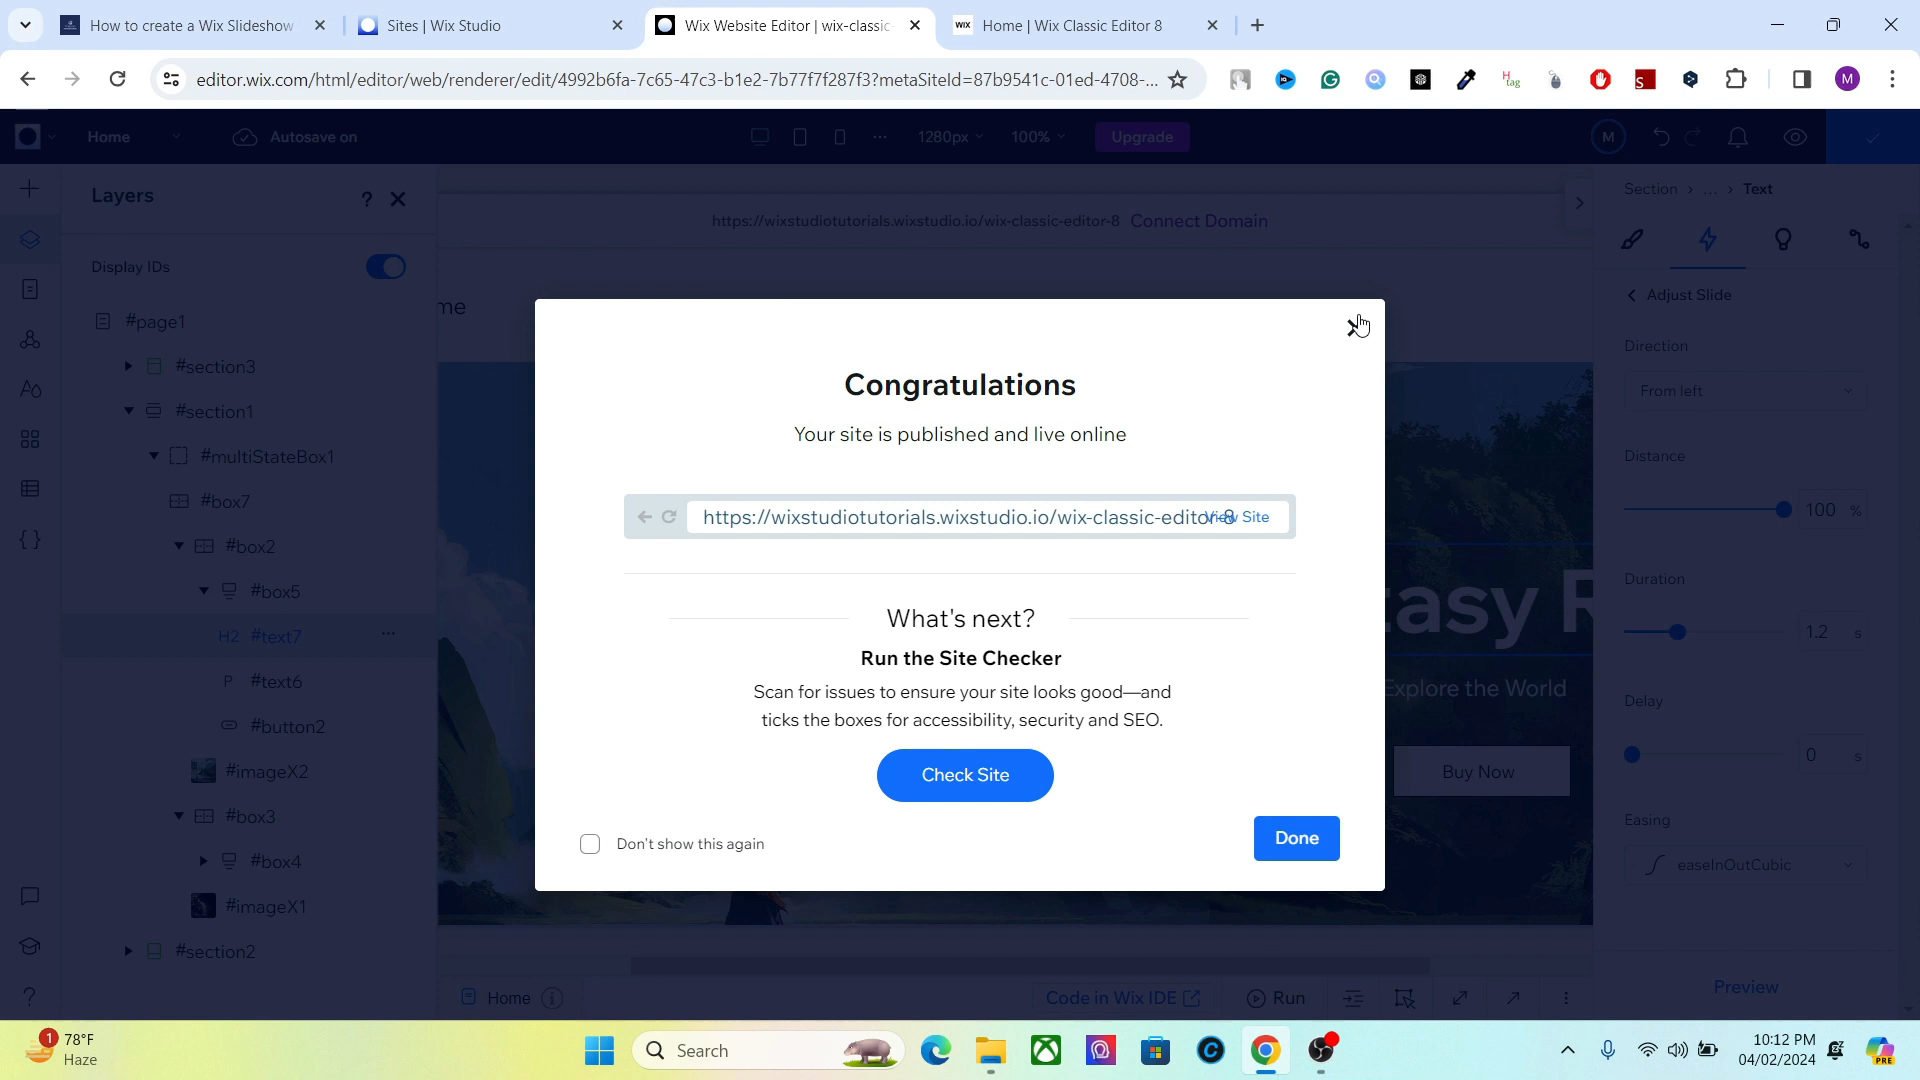 How to create a Wix Slideshow
Sites | Wix Studio
Wix Website Editor | wix-classic
WIX
Home | Wix Classic Editor 8
editor.wix.com/html/editor/web/renderer/edit/4992b6fa-7c65-47c3-b1e2-7b77f7f287f3?metaSiteId=87b9541c-01ed-4708-...
H
tag
S
M
Home
Autosave on
1280px
100%
Upgrade
M
Layers
?
Display IDs
https://wixstudiotutorials.wixstudio.io/wix-classic-editor-8 Connect Domain
Section > ... > Text
Adjust Slide
Direction
From left
Distance
100 %
Duration
1.2 s
Delay
0 s
Easing
easeInOutCubic
Preview
#page1
#section3
#section1
#multiStateBox1
#box7
#box2
#box5
H2 #text7
P #text6
#button2
#imageX2
#box3
#box4
#imageX1
#section2
me
Congratulations
Your site is published and live online
https://wixstudiotutorials.wixstudio.io/wix-classic-editor-8
View Site
What's next?
Run the Site Checker
Scan for issues to ensure your site looks good—and
ticks the boxes for accessibility, security and SEO.
Check Site
Don't show this again
Done
tasy R
Explore the World
Buy Now
Home
Code in Wix IDE
Run
?
1
78°F
Haze
Search
10:12 PM
04/02/2024
PRE